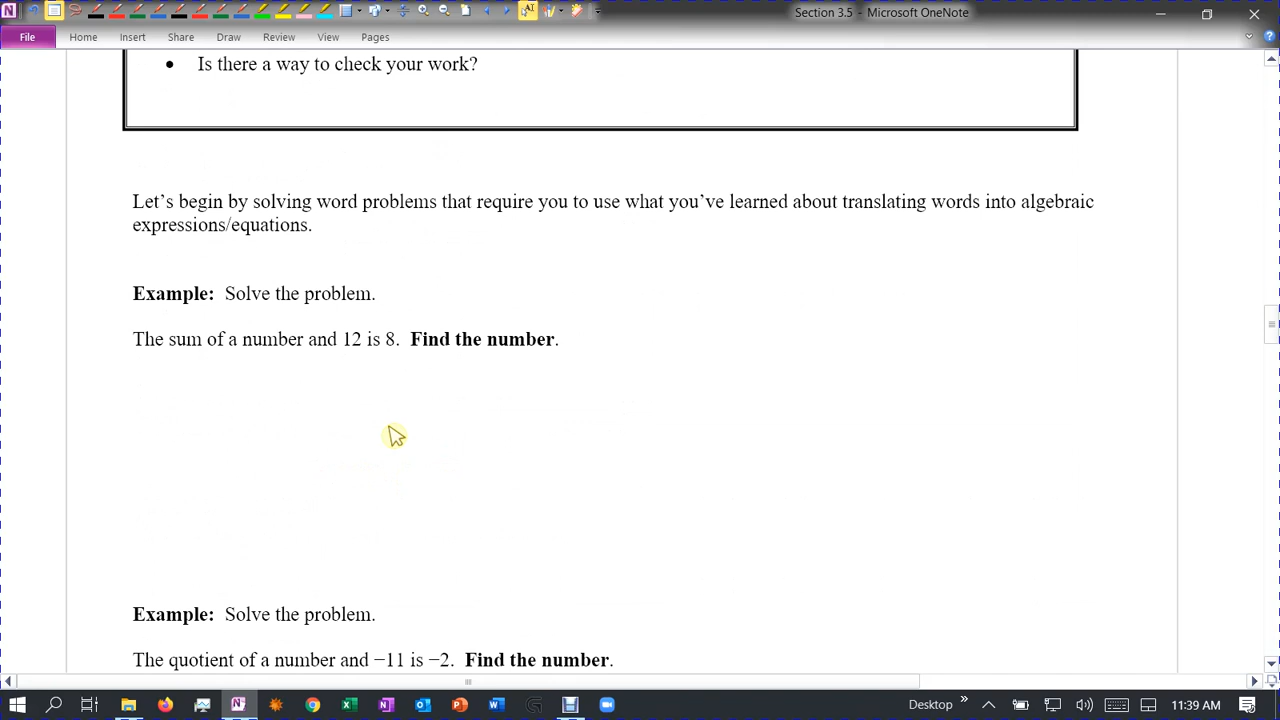 Section 3.5 - Microsoft OneNote
File Home Insert Share Draw Review View Pages
• Is there a way to check your work?
Let’s begin by solving word problems that require you to use what you’ve learned about translating words into algebraic
expressions/equations.
Example: Solve the problem.
The sum of a number and 12 is 8. Find the number.
Example: Solve the problem.
The quotient of a number and −11 is −2. Find the number.
Desktop » 11:39 AM